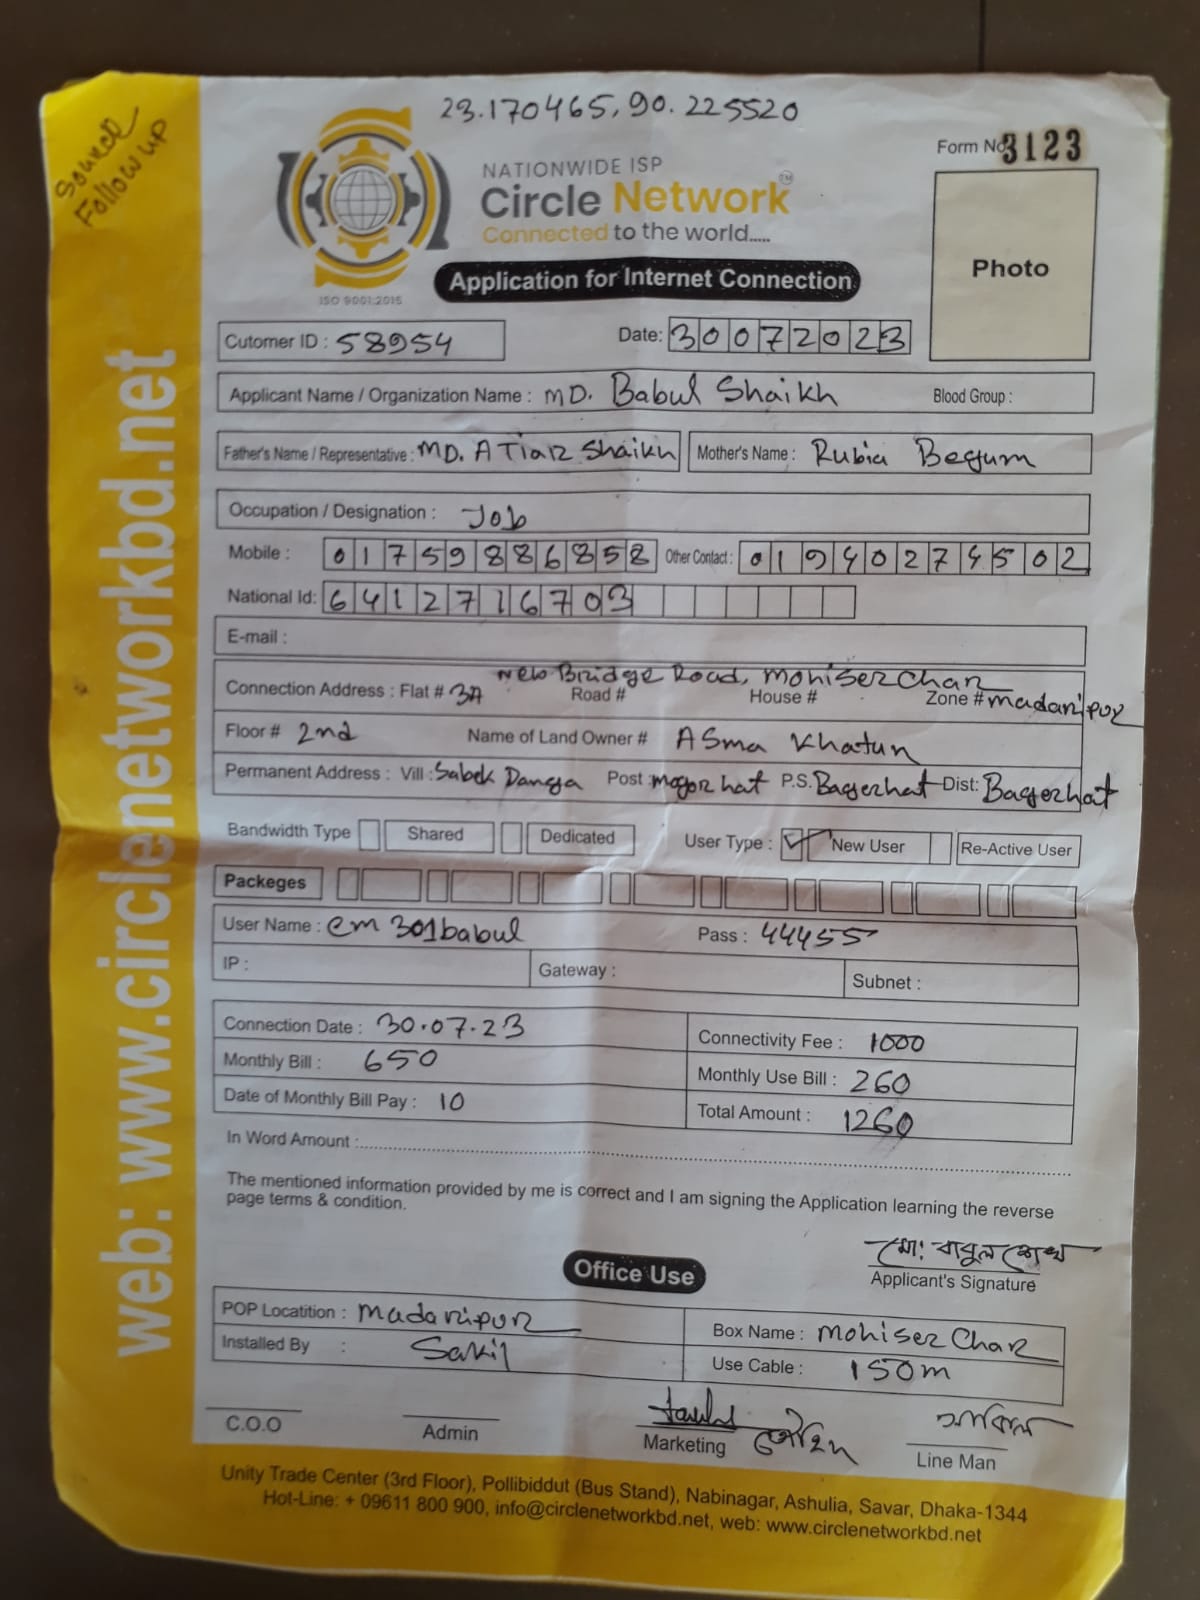 Source
Follow up
23.170465, 90.225520
Form No 3123
NATIONWIDE ISP
Circle Network TM
Connected to the world.....
ISO 9001:2015
Application for Internet Connection
Photo
Cutomer ID : 58954
Date: 30072023
Applicant Name / Organization Name : MD. Babul Shaikh Blood Group :
Father's Name / Representative : MD. ATiar Shaikh Mother's Name : Rubia Begum
Occupation / Designation : Job
Mobile : 01759886858 Other Contact : 01940274502
National Id: 6412716703
E-mail :
New Bridge Road, Mohiser Char
Connection Address : Flat # 3A Road # House # Zone # Madaripur
Floor # 2nd Name of Land Owner # ASma Khatun
Permanent Address : Vill : Sabek Danga Post : mogor hat P.S. Bagerhat Dist: Bagerhat
Bandwidth Type Shared Dedicated User Type : New User Re-Active User
Packeges
User Name : cm301babul Pass : 44455
IP : Gateway : Subnet :
Connection Date : 30.07.23 Connectivity Fee : 1000
Monthly Bill : 650 Monthly Use Bill : 260
Date of Monthly Bill Pay : 10 Total Amount : 1260
In Word Amount :
The mentioned information provided by me is correct and I am signing the Application learning the reverse
page terms & condition.
মো: বাবুল শেখ
Applicant's Signature
Office Use
POP Locatition : Madaripur Box Name : Mohiser Char
Installed By : Sakil Use Cable : 150m
C.O.O Admin Marketing Line Man
Unity Trade Center (3rd Floor), Pollibiddut (Bus Stand), Nabinagar, Ashulia, Savar, Dhaka-1344
Hot-Line: + 09611 800 900, info@circlenetworkbd.net, web: www.circlenetworkbd.net
web: www.circlenetworkbd.net